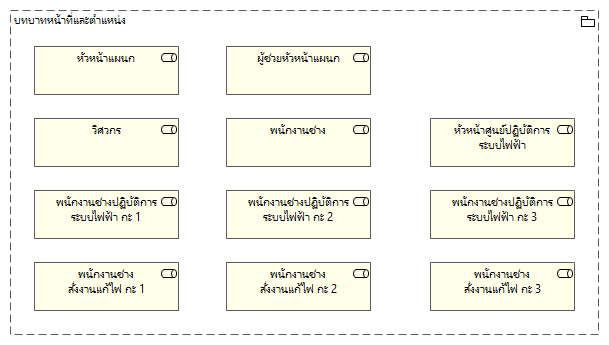 บทบาทหน้าที่และตำแหน่ง
หัวหน้าแผนก
ผู้ช่วยหัวหน้าแผนก
วิศวกร
พนักงานช่าง
หัวหน้าศูนย์ปฏิบัติการ
ระบบไฟฟ้า
พนักงานช่างปฏิบัติการ
ระบบไฟฟ้า กะ 1
พนักงานช่างปฏิบัติการ
ระบบไฟฟ้า กะ 2
พนักงานช่างปฏิบัติการ
ระบบไฟฟ้า กะ 3
พนักงานช่าง
สั่งงานแก้ไฟ กะ 1
พนักงานช่าง
สั่งงานแก้ไฟ กะ 2
พนักงานช่าง
สั่งงานแก้ไฟ กะ 3